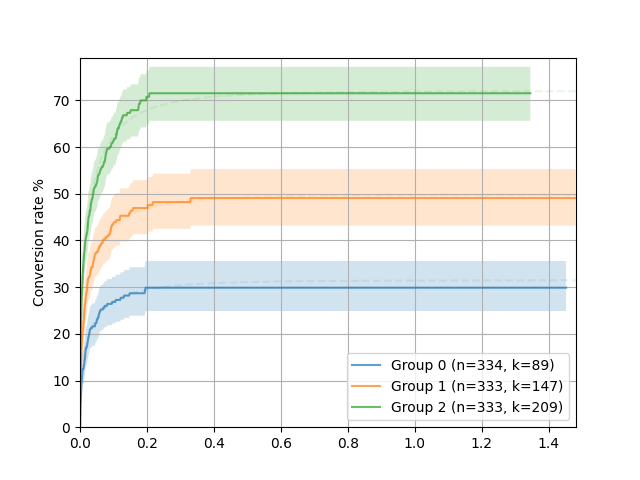 Conversion rate %
70
60
50
40
30
20
10
0
0.0 0.2 0.4 0.6 0.8 1.0 1.2 1.4
Group 0 (n=334, k=89)
Group 1 (n=333, k=147)
Group 2 (n=333, k=209)